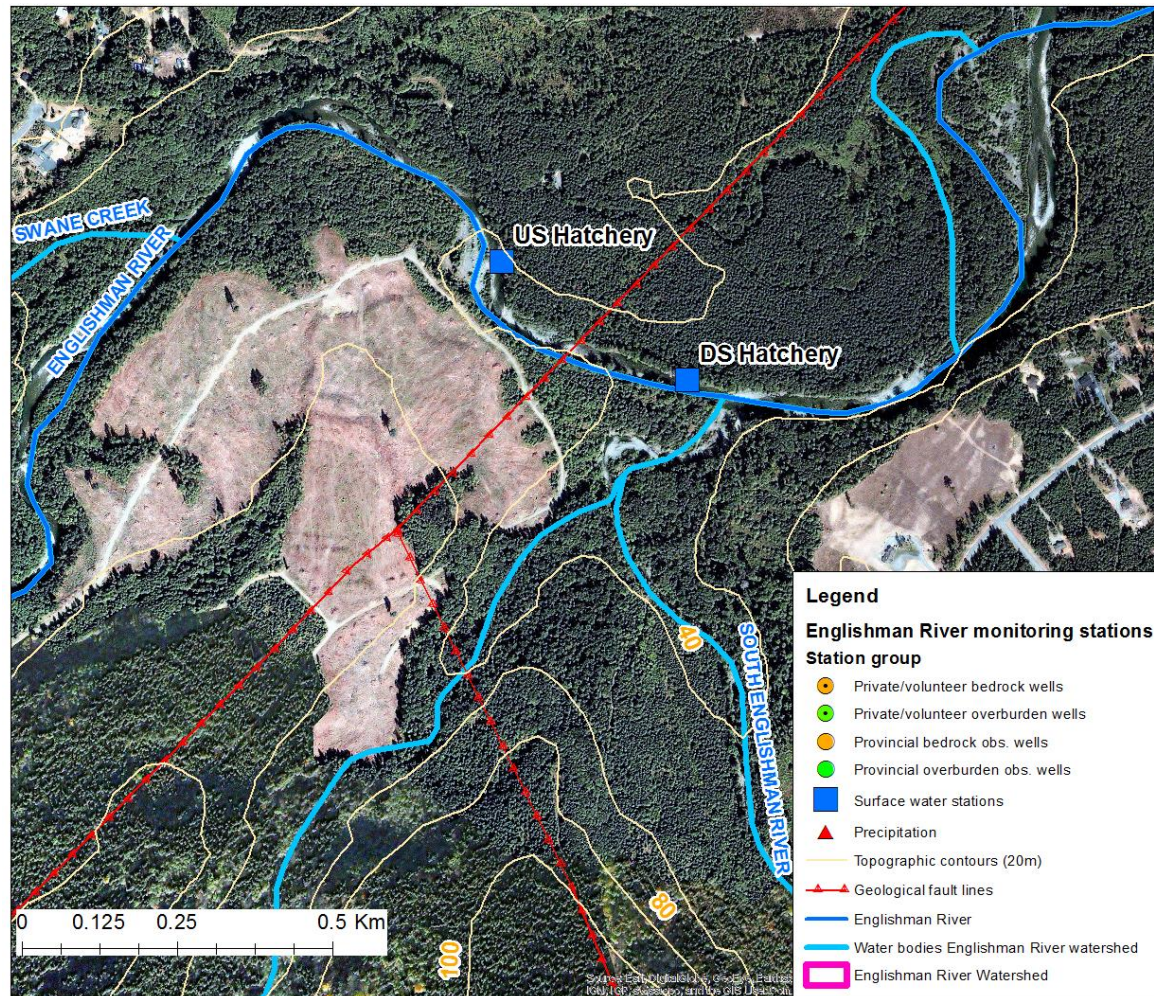 SWANE CREEK
ENGLISHMAN RIVER
US Hatchery
DS Hatchery
40
SOUTH ENGLISHMAN RIVER
80
100
0 0.125 0.25 0.5 Km
Legend
Englishman River monitoring stations
Station group
Private/volunteer bedrock wells
Private/volunteer overburden wells
Provincial bedrock obs. wells
Provincial overburden obs. wells
Surface water stations
Precipitation
Topographic contours (20m)
Geological fault lines
Englishman River
Water bodies Englishman River watershed
Englishman River Watershed